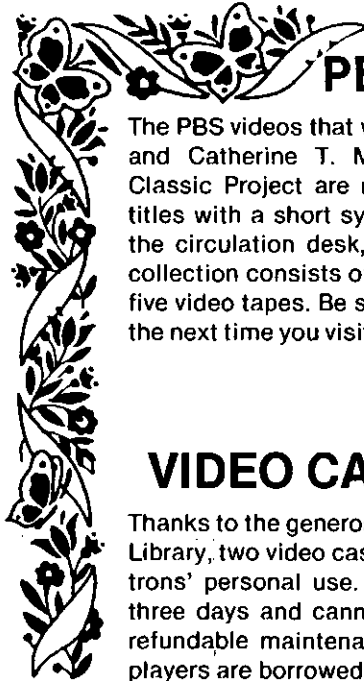 PB
The PBS videos that w
and Catherine T. M
Classic Project are
titles with a short sy
the circulation desk,
collection consists o
five video tapes. Be s
the next time you visi
VIDEO CA
Thanks to the genero
Library, two video cas
trons' personal use.
three days and cann
refundable maintena
players are borrowed